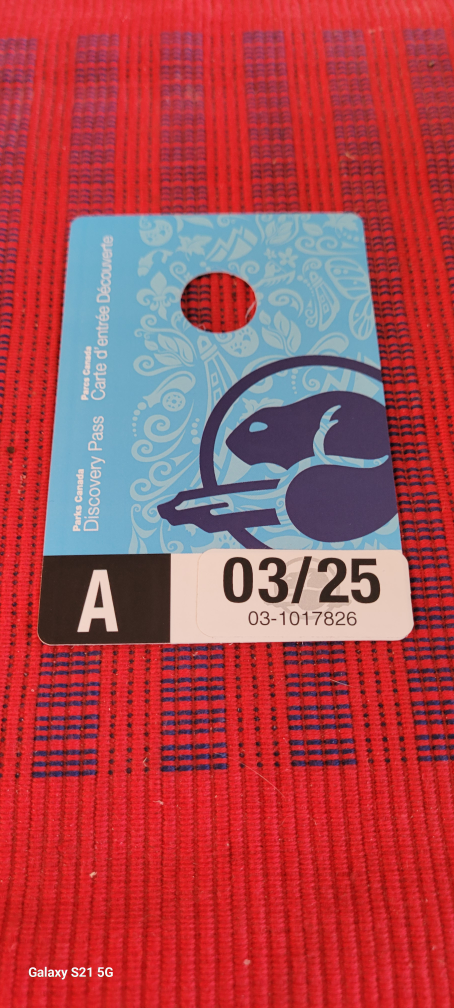 Parks Canada
Discovery Pass
Parcs Canada
Carte d'entrée Découverte
A
03/25
03-1017826
Galaxy S21 5G